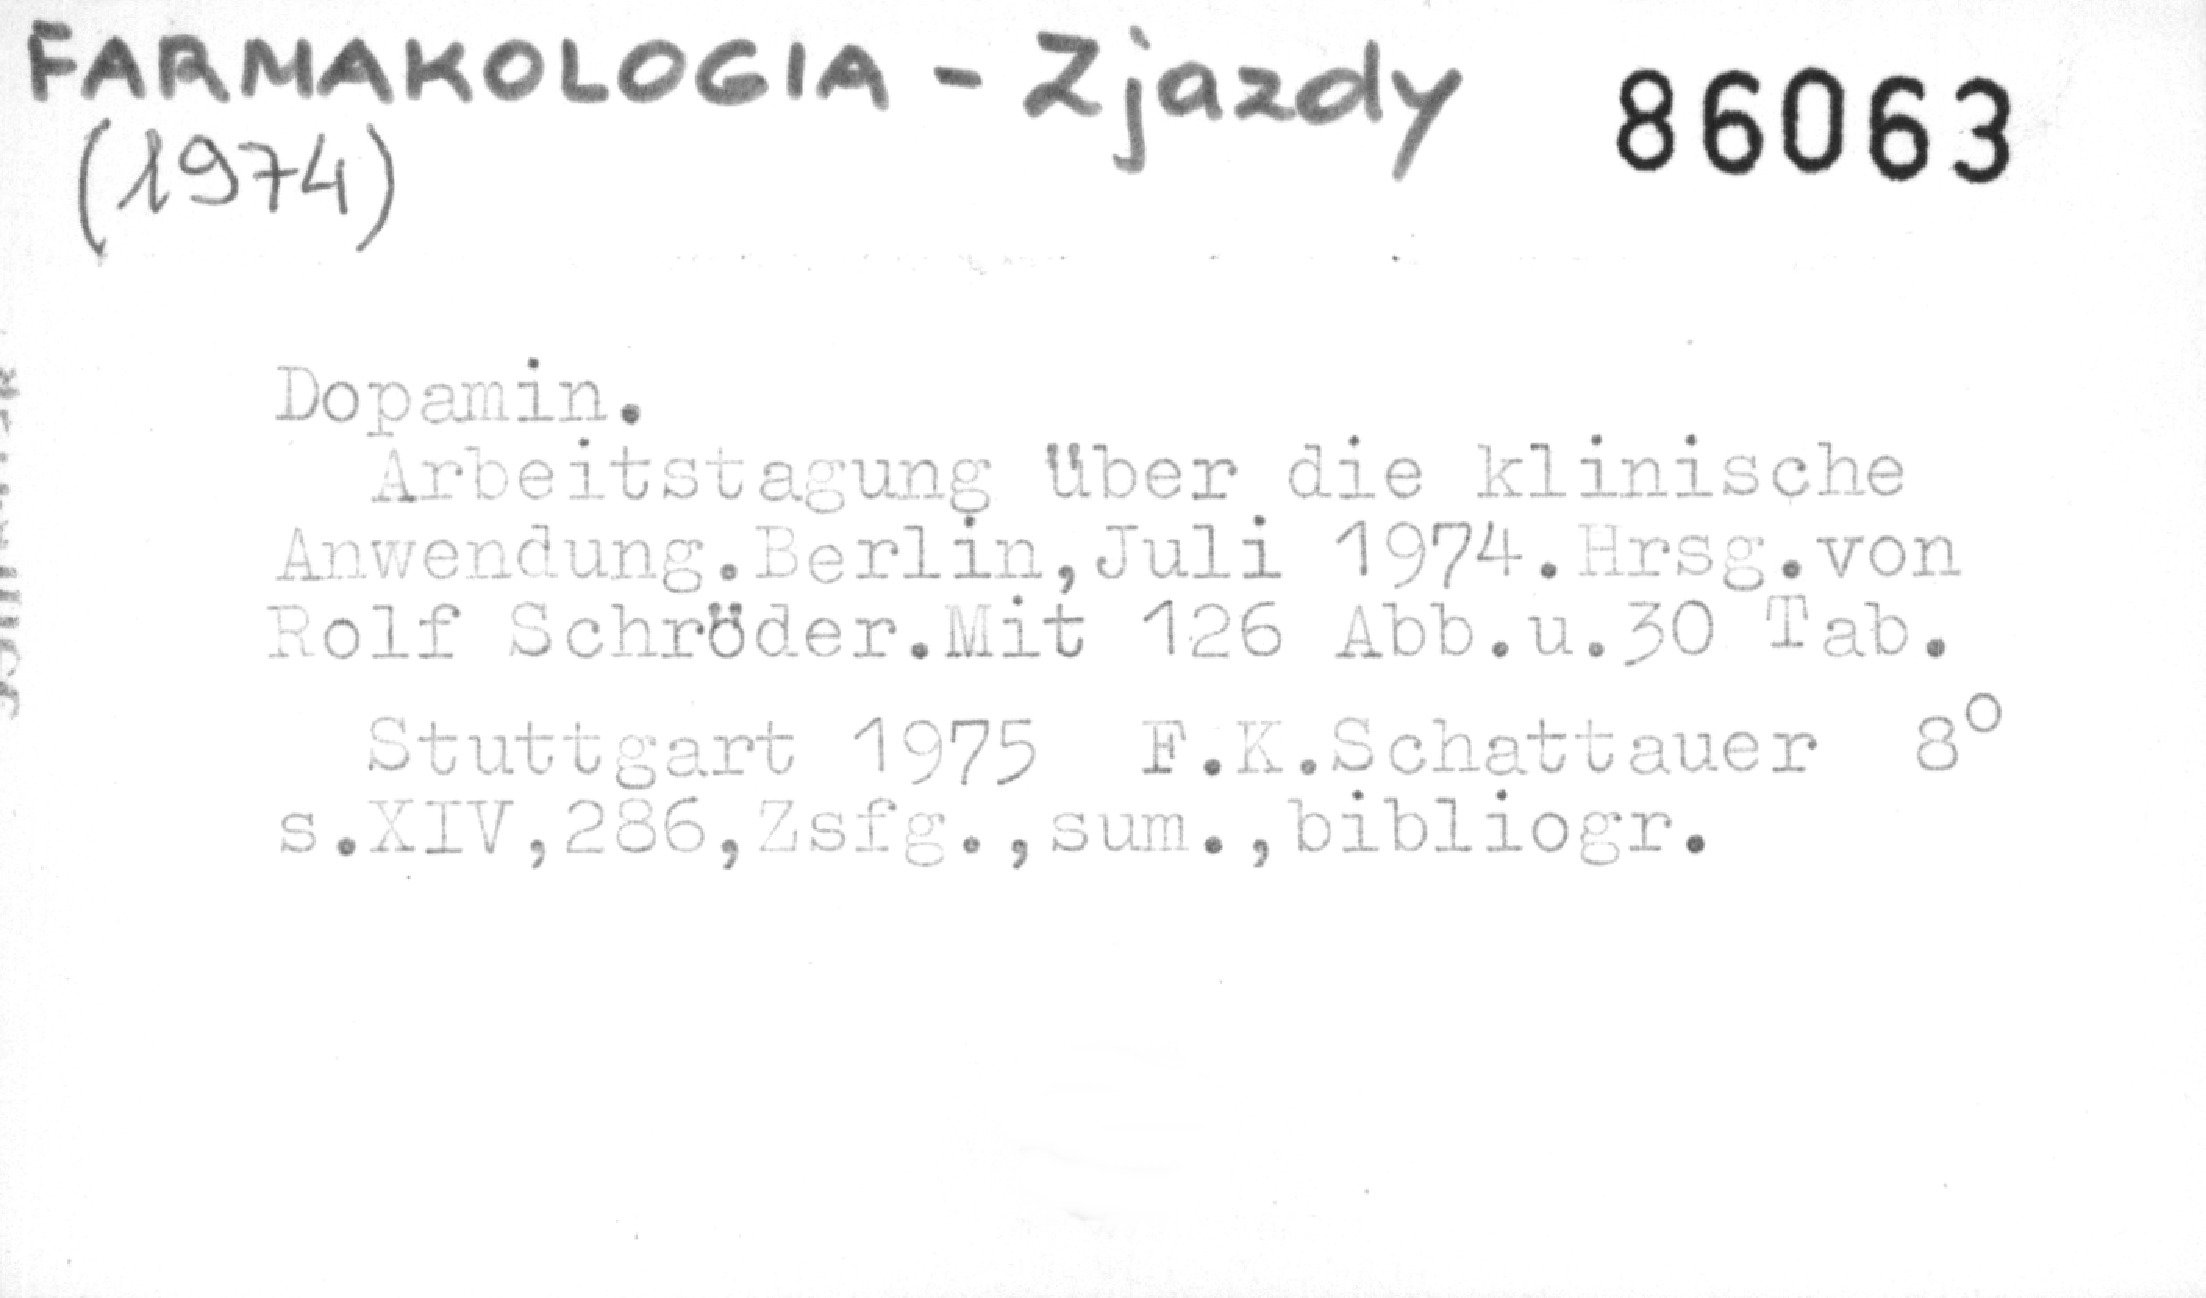 FARMAKOLOGIA - Zjazdy 86063
(1974)
Dopamin.
Arbeitstagung über die klinische
Anwendung.Berlin,Juli 1974.Hrsg.von
Rolf Schröder.Mit 126 Abb.u.30 Tab.
Stuttgart 1975 F.K.Schattauer 8°
s.XIV,286,Zsfg.,sum.,bibliogr.